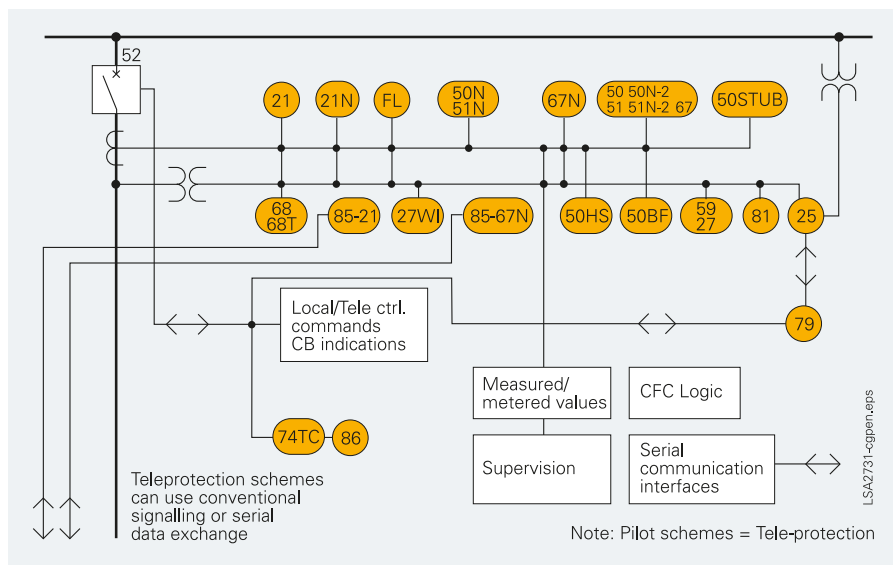 52
21
21N
FL
50N
51N
67N
50 50N-2
51 51N-2 67
50STUB
68
68T
85-21
27WI
85-67N
50HS
50BF
59
27
81
25
79
Local/Tele ctrl.
commands
CB indications
Measured/
metered values
CFC Logic
74TC
86
Supervision
Serial
communication
interfaces
Teleprotection schemes
can use conventional
signalling or serial
data exchange
Note: Pilot schemes = Tele-protection
LSA2731-cgpen.eps